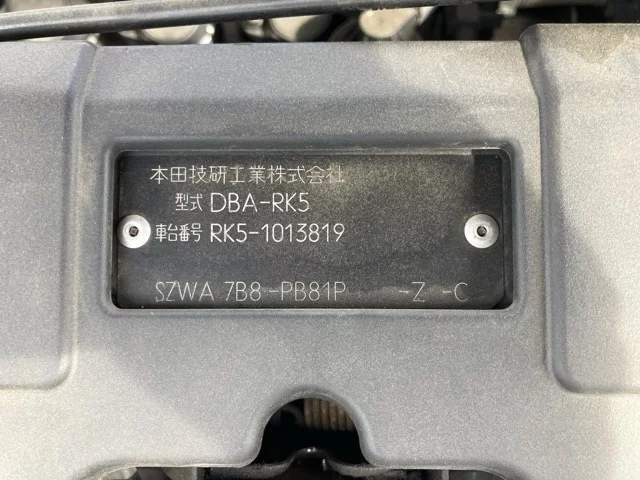 本田技研工業株式会社
型式 DBA-RK5
車台番号 RK5-1013819
SZWA 7B8-PB81P -Z -C